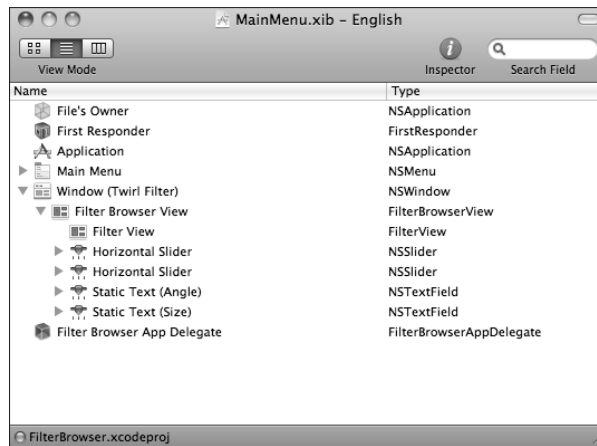 MainMenu.xib – English
View Mode
Inspector
Search Field
Name Type
File's Owner NSApplication
First Responder FirstResponder
Application NSApplication
Main Menu NSMenu
Window (Twirl Filter) NSWindow
Filter Browser View FilterBrowserView
Filter View FilterView
Horizontal Slider NSSlider
Horizontal Slider NSSlider
Static Text (Angle) NSTextField
Static Text (Size) NSTextField
Filter Browser App Delegate FilterBrowserAppDelegate
FilterBrowser.xcodeproj